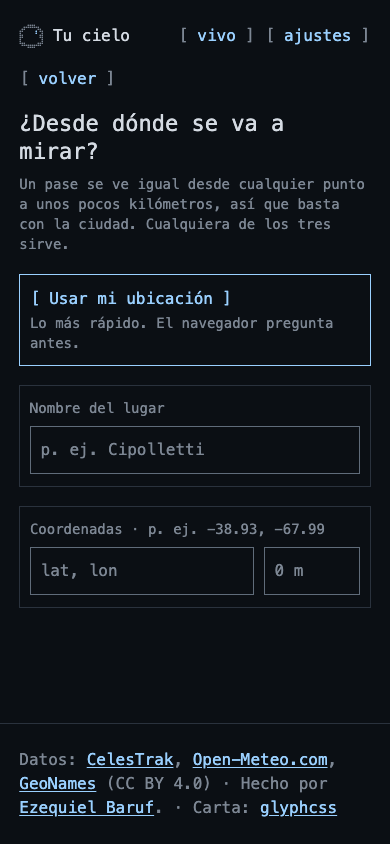 Tu cielo [ vivo ] [ ajustes ]
[ volver ]
¿Desde dónde se va a
mirar?
Un pase se ve igual desde cualquier punto
a unos pocos kilómetros, así que basta
con la ciudad. Cualquiera de los tres
sirve.
[ Usar mi ubicación ]
Lo más rápido. El navegador pregunta
antes.
Nombre del lugar
p. ej. Cipolletti
Coordenadas · p. ej. −38.93, −67.99
lat, lon 0 m
Datos: CelesTrak, Open-Meteo.com,
GeoNames (CC BY 4.0) · Hecho por
Ezequiel Baruf. · Carta: glyphcss